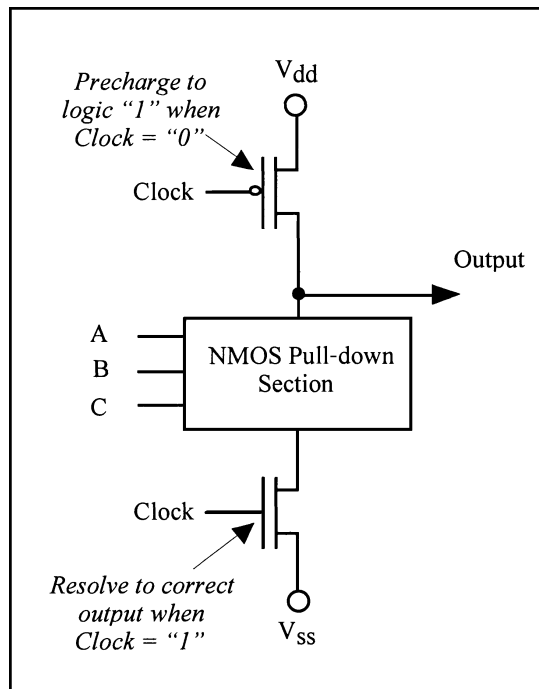 Precharge to
logic “1” when
Clock = “0”
Vdd
Clock
Output
A
B
C
NMOS Pull-down
Section
Clock
Resolve to correct
output when
Clock = “1”
Vss